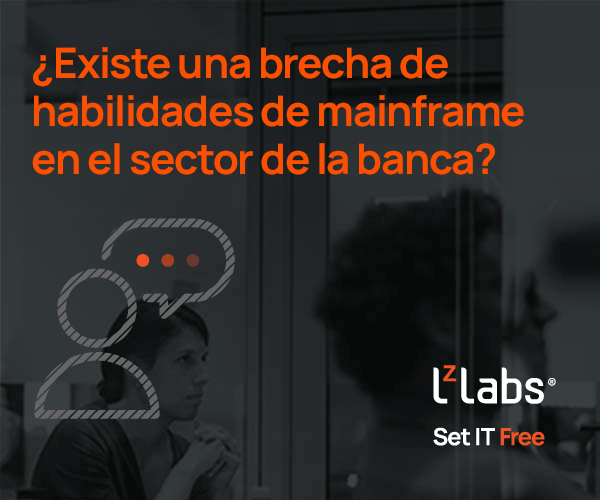 ¿Existe una brecha de
habilidades de mainframe
en el sector de la banca?
LzLabs®
Set IT Free